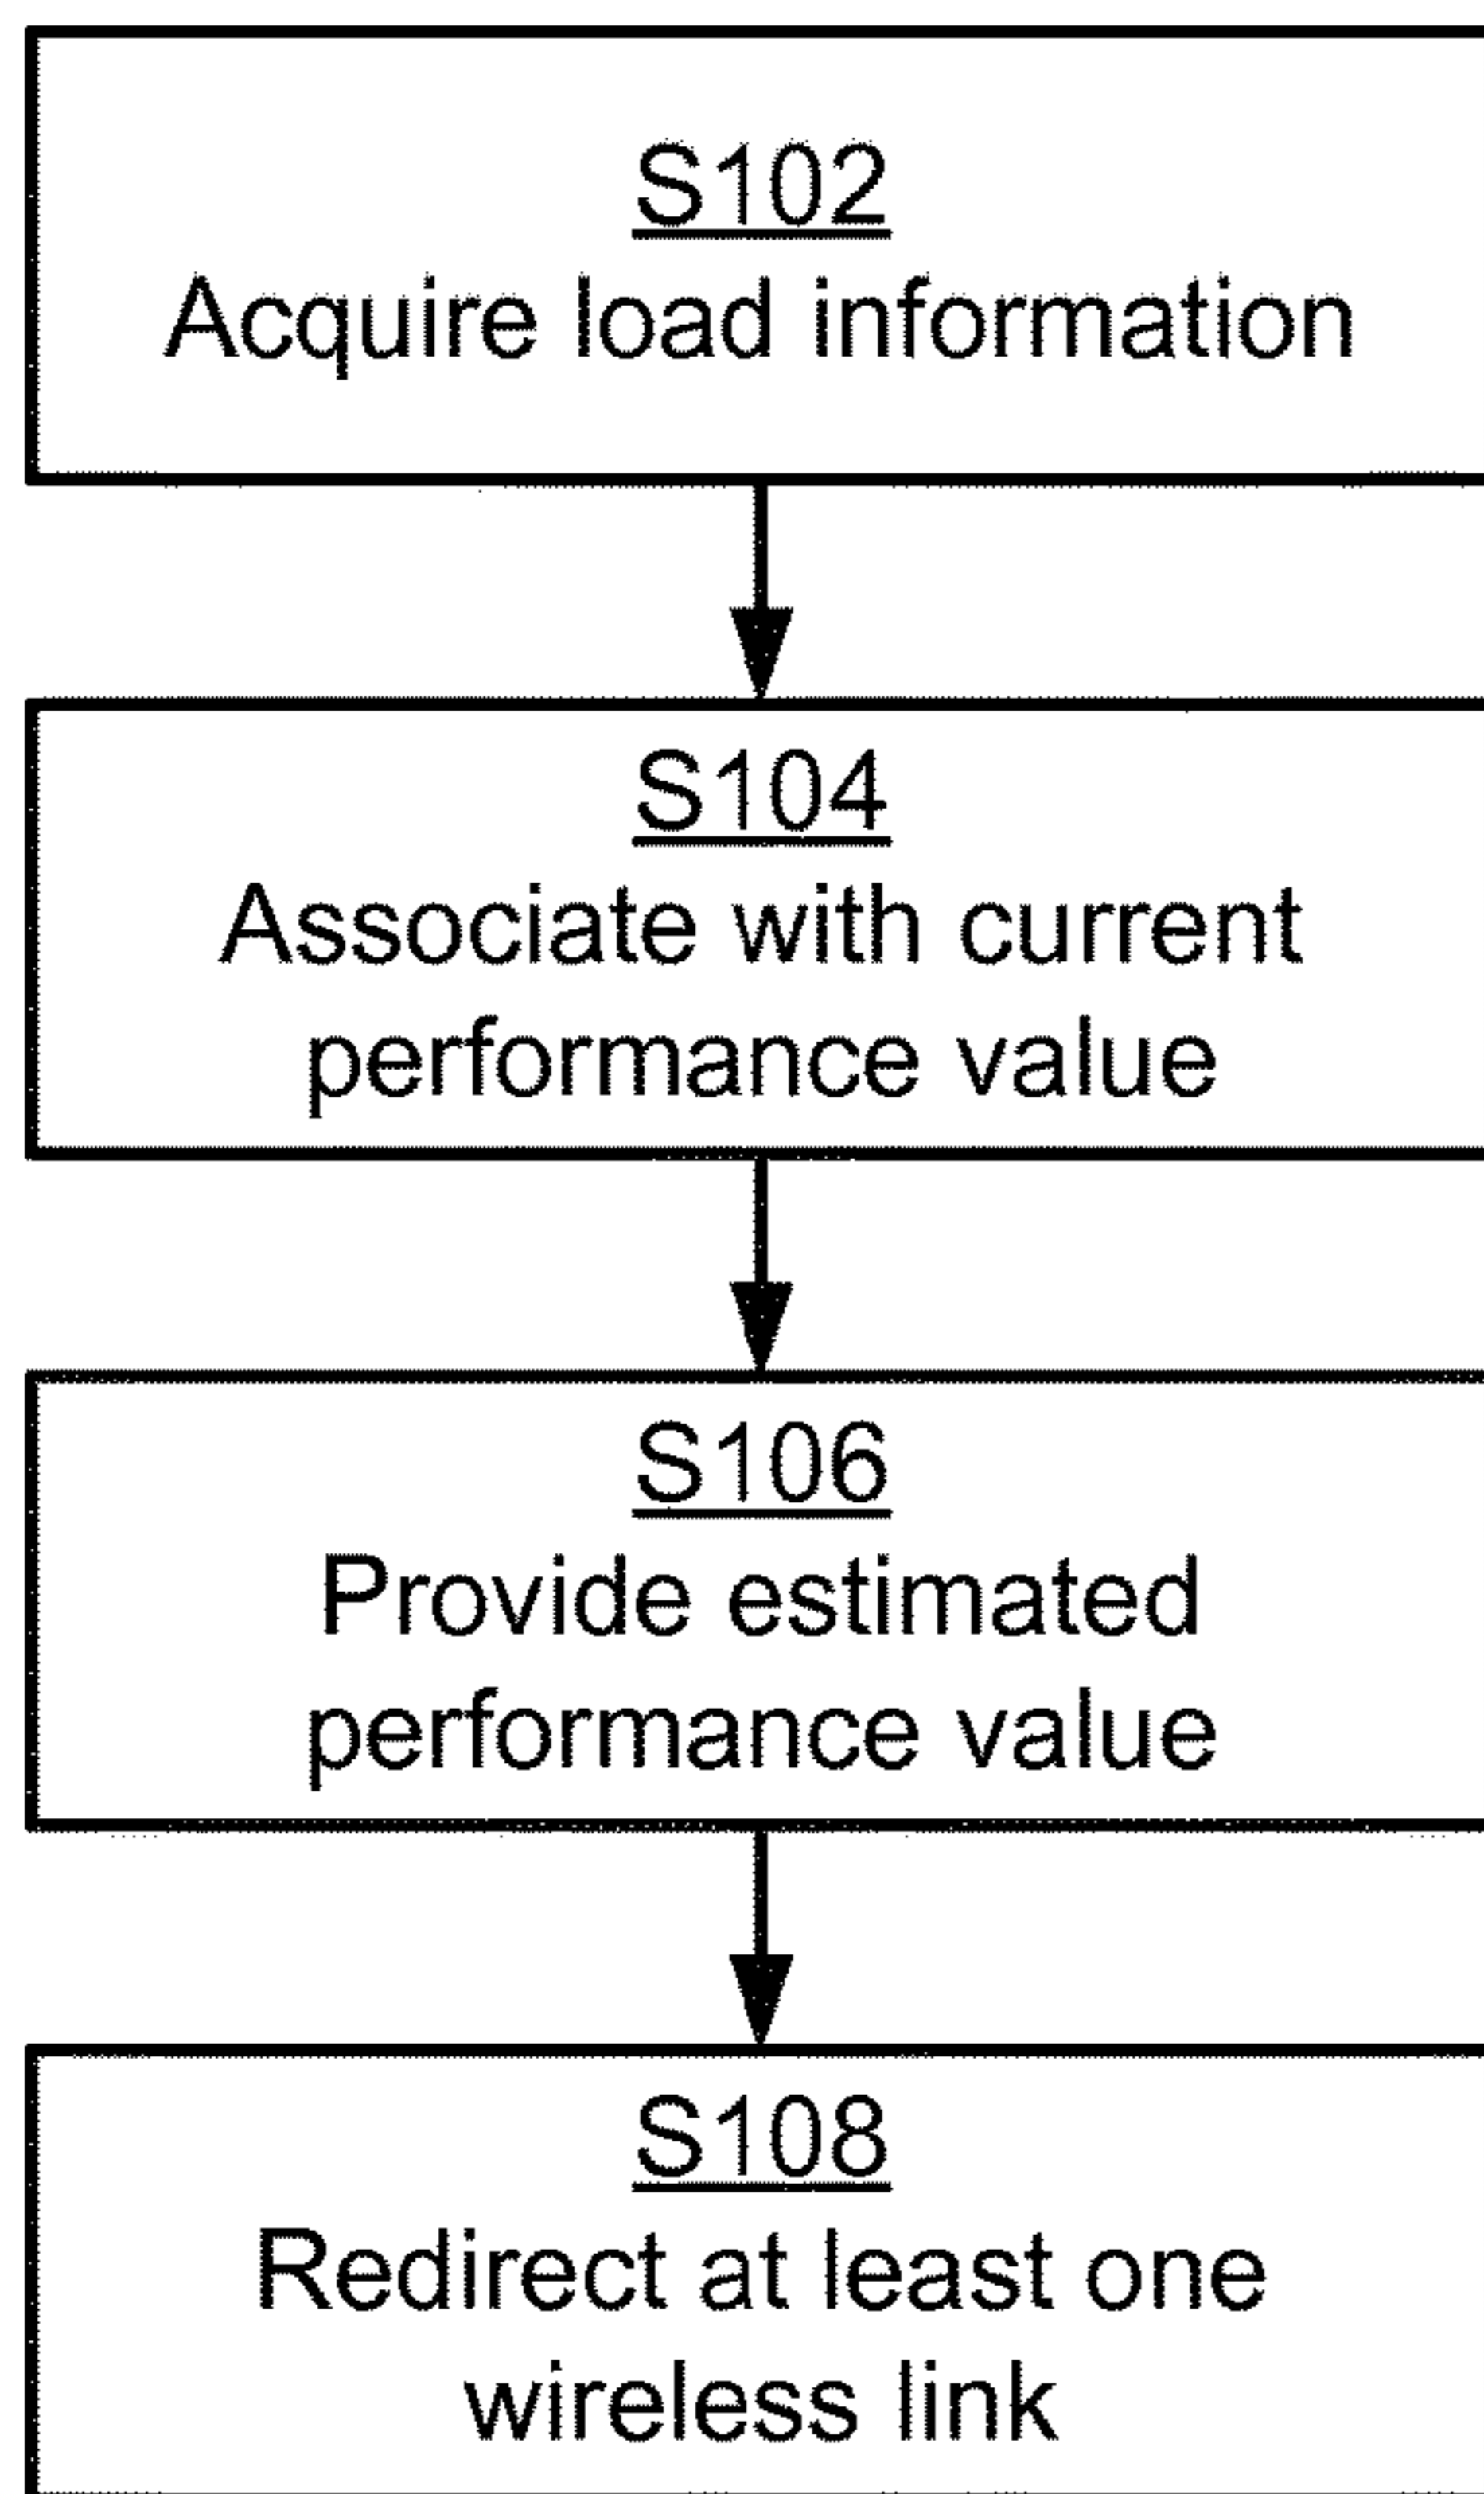 S102
Acquire load information
S104
Associate with current
performance value
S106
Provide estimated
performance value
S108
Redirect at least one
wireless link